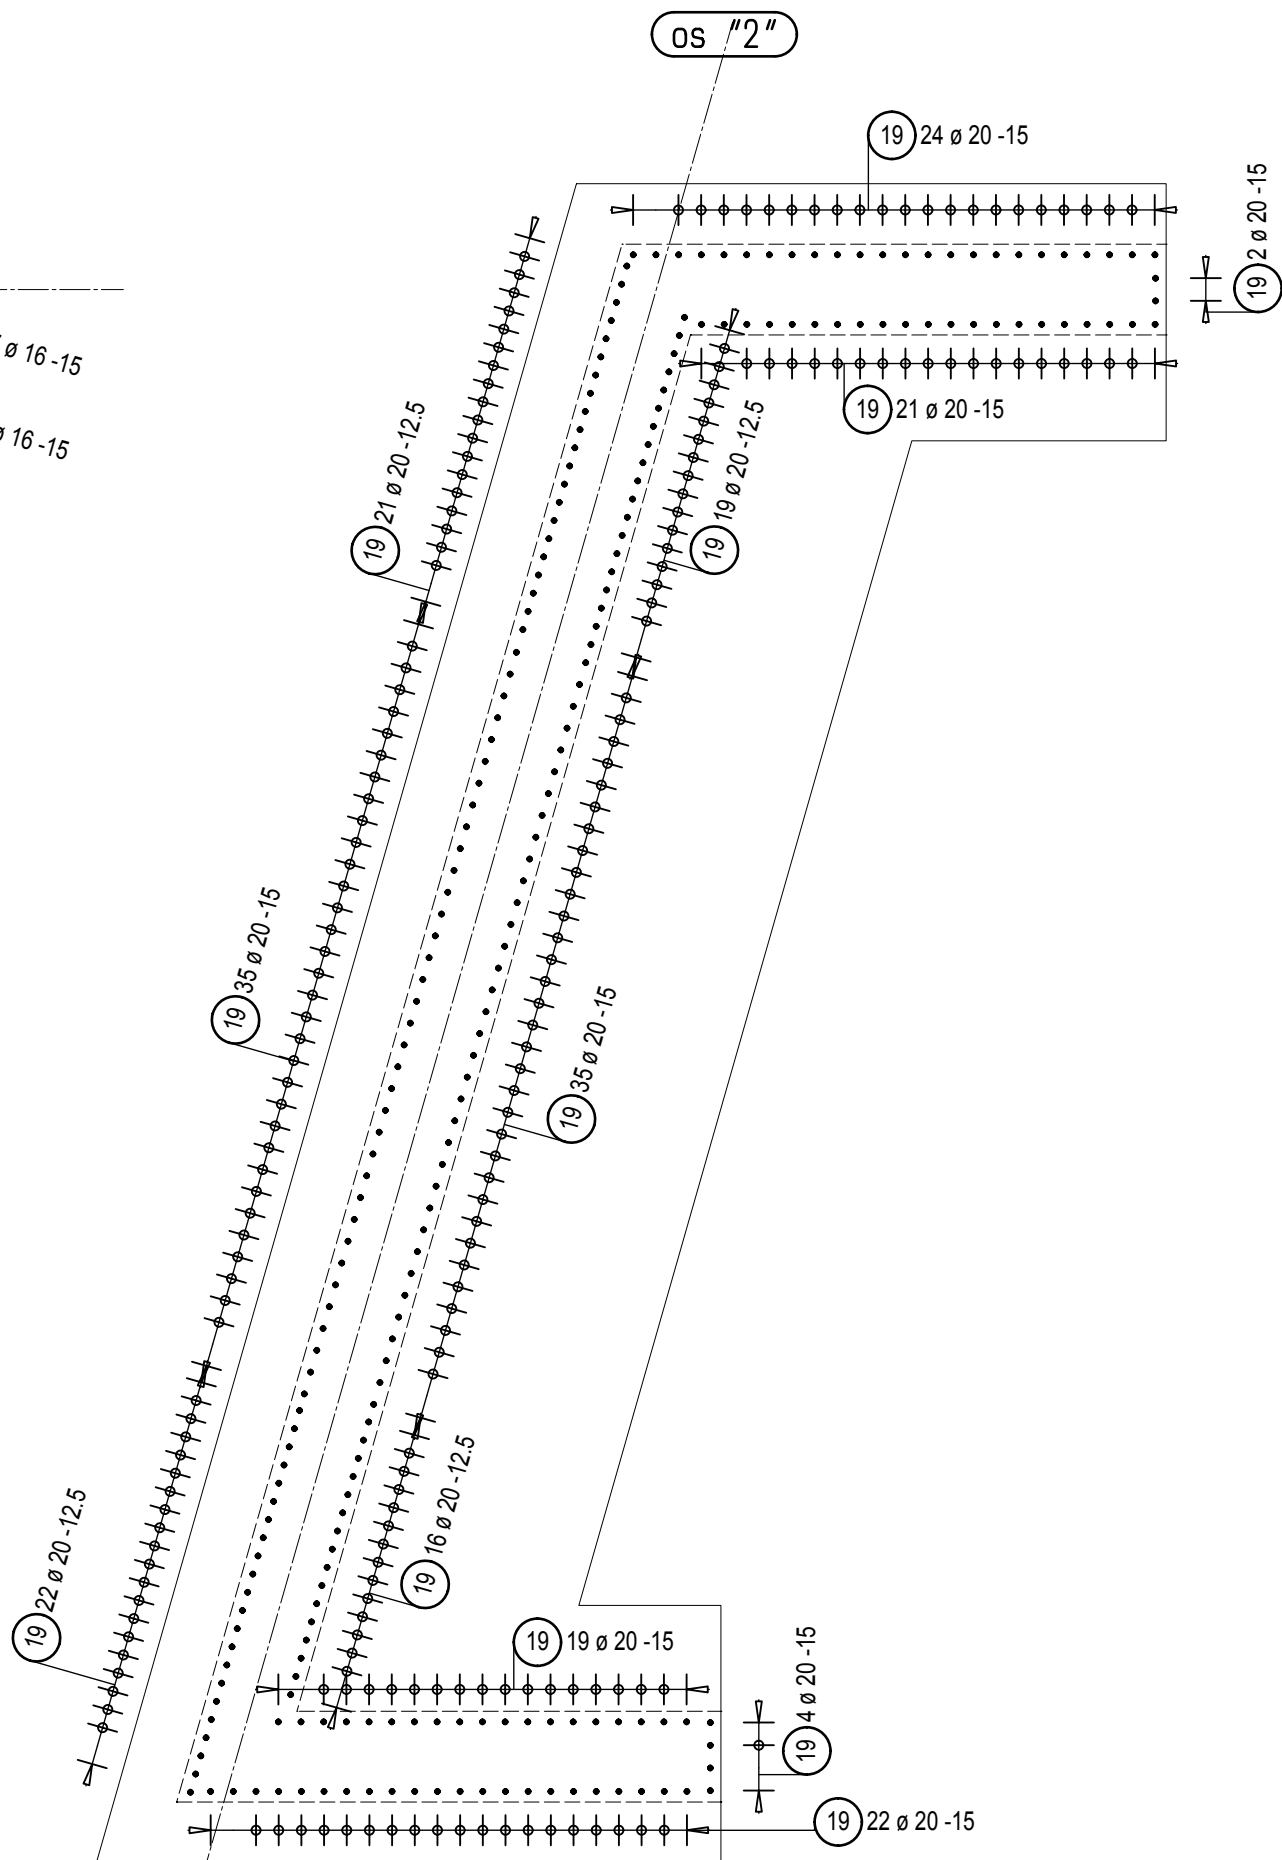 os "2"
19 24 ø 20 -15
19 2 ø 20 -15
ø 16 -15
ø 16 -15
19 21 ø 20 -15
19 21 ø 20 -12.5
19 19 ø 20 -12.5
19 35 ø 20 -15
19 35 ø 20 -15
19 22 ø 20 -12.5
19 16 ø 20 -12.5
19 19 ø 20 -15
19 4 ø 20 -15
19 22 ø 20 -15